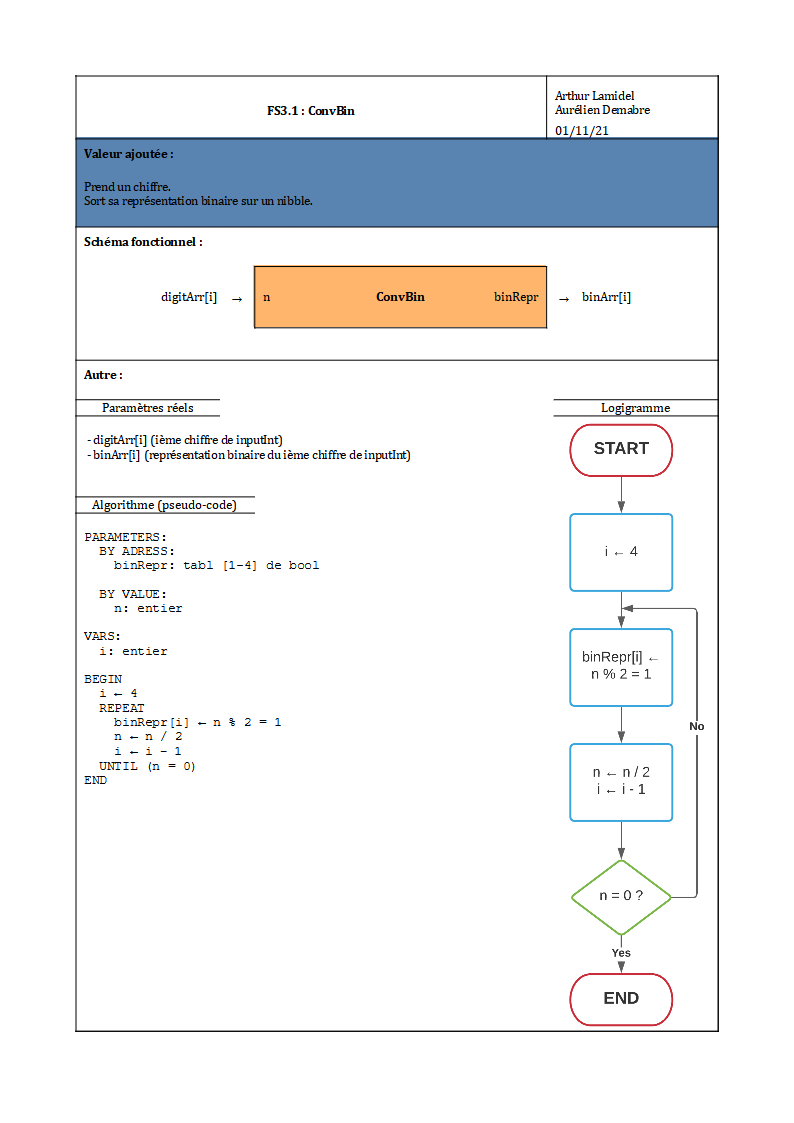 FS3.1 : ConvBin
Arthur Lamidel
Aurélien Demabre
01/11/21
Valeur ajoutée :
Prend un chiffre.
Sort sa représentation binaire sur un nibble.
Schéma fonctionnel :
digitArr[i] → n ConvBin binRepr → binArr[i]
Autre :
Paramètres réels
- digitArr[i] (ième chiffre de inputInt)
- binArr[i] (représentation binaire du ième chiffre de inputInt)
Algorithme (pseudo-code)
PARAMETERS:
BY ADRESS:
binRepr: tabl [1-4] de bool
BY VALUE:
n: entier
VARS:
i: entier
BEGIN
i ← 4
REPEAT
binRepr[i] ← n % 2 = 1
n ← n / 2
i ← i - 1
UNTIL (n = 0)
END
Logigramme
START
i ← 4
binRepr[i] ←
n % 2 = 1
n ← n / 2
i ← i - 1
n = 0 ?
No
Yes
END